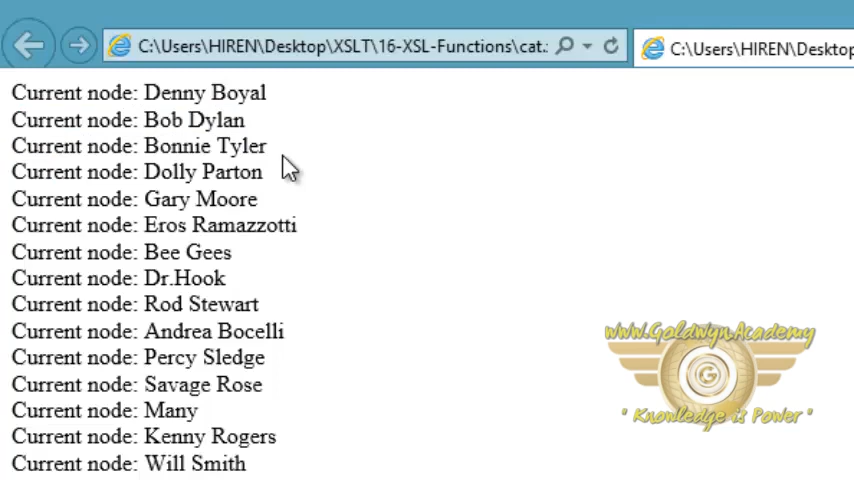 C:\Users\HIREN\Desktop\XSLT\16-XSL-Functions\cat.
C:\Users\HIREN\Desktop
Current node: Denny Boyal
Current node: Bob Dylan
Current node: Bonnie Tyler
Current node: Dolly Parton
Current node: Gary Moore
Current node: Eros Ramazzotti
Current node: Bee Gees
Current node: Dr.Hook
Current node: Rod Stewart
Current node: Andrea Bocelli
Current node: Percy Sledge
Current node: Savage Rose
Current node: Many
Current node: Kenny Rogers
Current node: Will Smith
www.GoldwynAcademy
G
" Knowledge is Power "